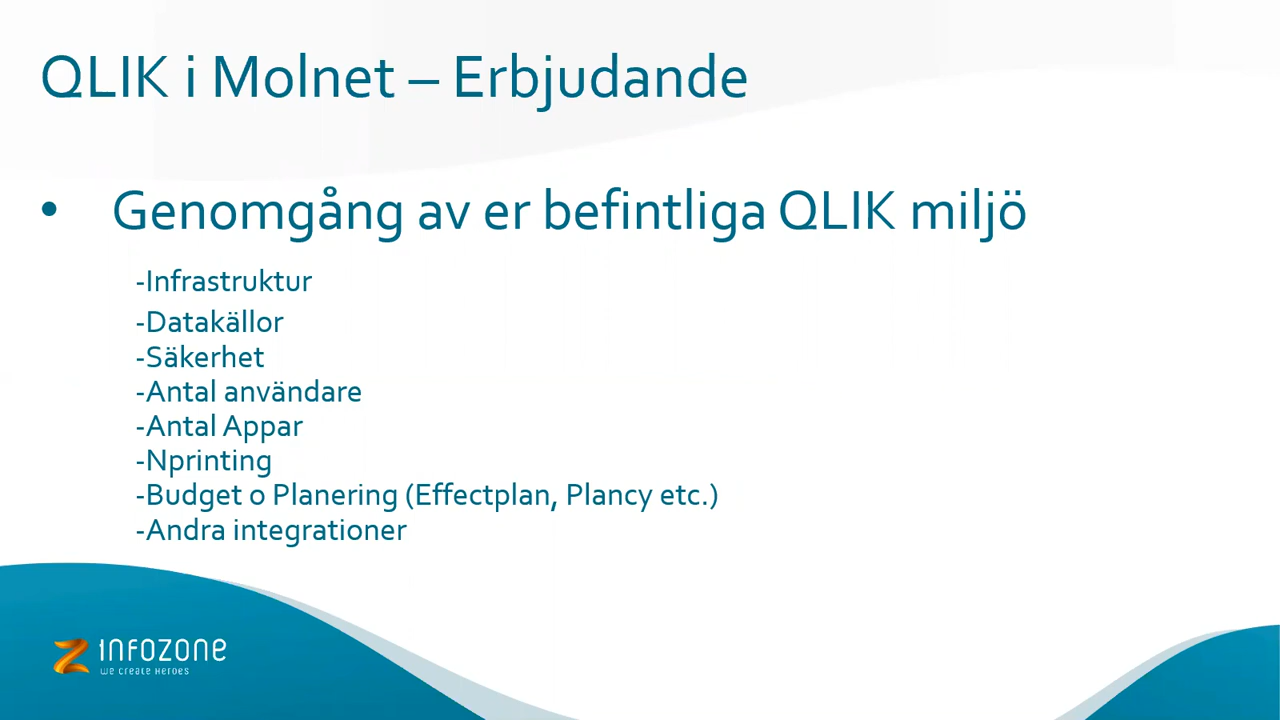 QLIK i Molnet – Erbjudande
• Genomgång av er befintliga QLIK miljö
-Infrastruktur
-Datakällor
-Säkerhet
-Antal användare
-Antal Appar
-Nprinting
-Budget o Planering (Effectplan, Plancy etc.)
-Andra integrationer
INFOZONE
WE CREATE HEROES